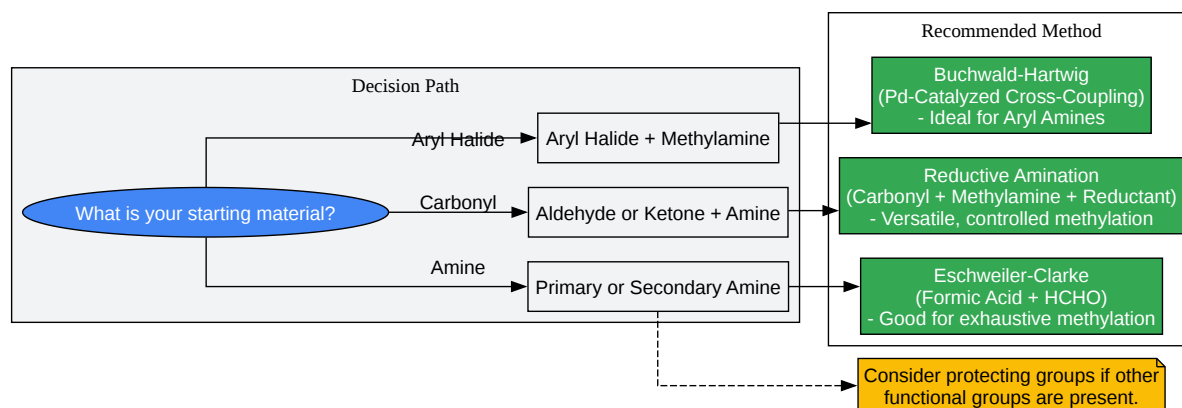 Recommended Method
Decision Path
What is your starting material?
Aryl Halide
Aryl Halide + Methylamine
Buchwald-Hartwig
(Pd-Catalyzed Cross-Coupling)
- Ideal for Aryl Amines
Carbonyl
Aldehyde or Ketone + Amine
Reductive Amination
(Carbonyl + Methylamine + Reductant)
- Versatile, controlled methylation
Amine
Primary or Secondary Amine
Eschweiler-Clarke
(Formic Acid + HCHO)
- Good for exhaustive methylation
Consider protecting groups if other
functional groups are present.